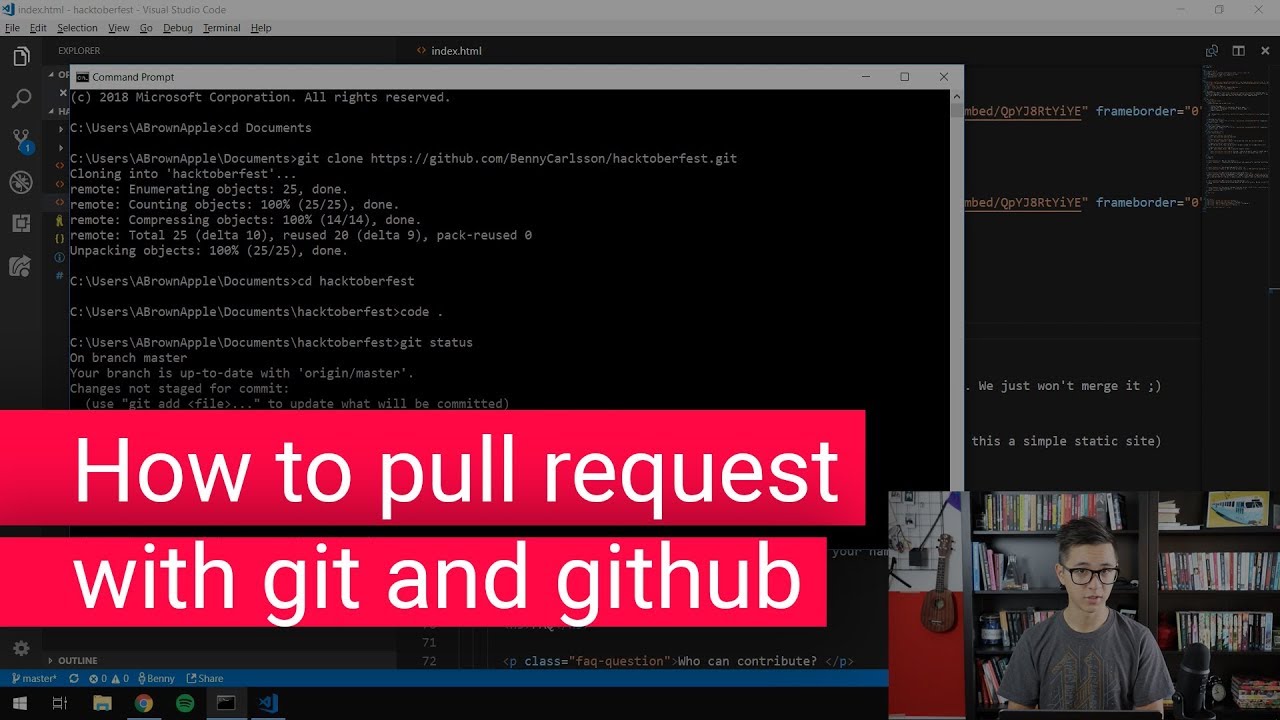 index.html - hacktoberfest - Visual Studio Code
File Edit Selection View Go Debug Terminal Help
EXPLORER
index.html
Command Prompt
(c) 2018 Microsoft Corporation. All rights reserved.
C:\Users\ABrownApple>cd Documents
mbed/QpYJ8RtYiYE" frameborder="0"
C:\Users\ABrownApple\Documents>git clone https://github.com/BennyCarlsson/hacktoberfest.git
Cloning into 'hacktoberfest'...
remote: Enumerating objects: 25, done.
remote: Counting objects: 100% (25/25), done.
mbed/QpYJ8RtYiYE" frameborder="0"
remote: Compressing objects: 100% (14/14), done.
remote: Total 25 (delta 10), reused 20 (delta 9), pack-reused 0
Unpacking objects: 100% (25/25), done.
C:\Users\ABrownApple\Documents>cd hacktoberfest
C:\Users\ABrownApple\Documents\hacktoberfest>code .
C:\Users\ABrownApple\Documents\hacktoberfest>git status
On branch master
Your branch is up-to-date with 'origin/master'.
Changes not staged for commit:
. We just won't merge it ;)
(use "git add <file>..." to update what will be committed)
this a simple static site)
How to pull request
with git and github
your nam
71
72 <p class="faq-question">Who can contribute? </p>
OUTLINE
master* 0 0 Benny Share